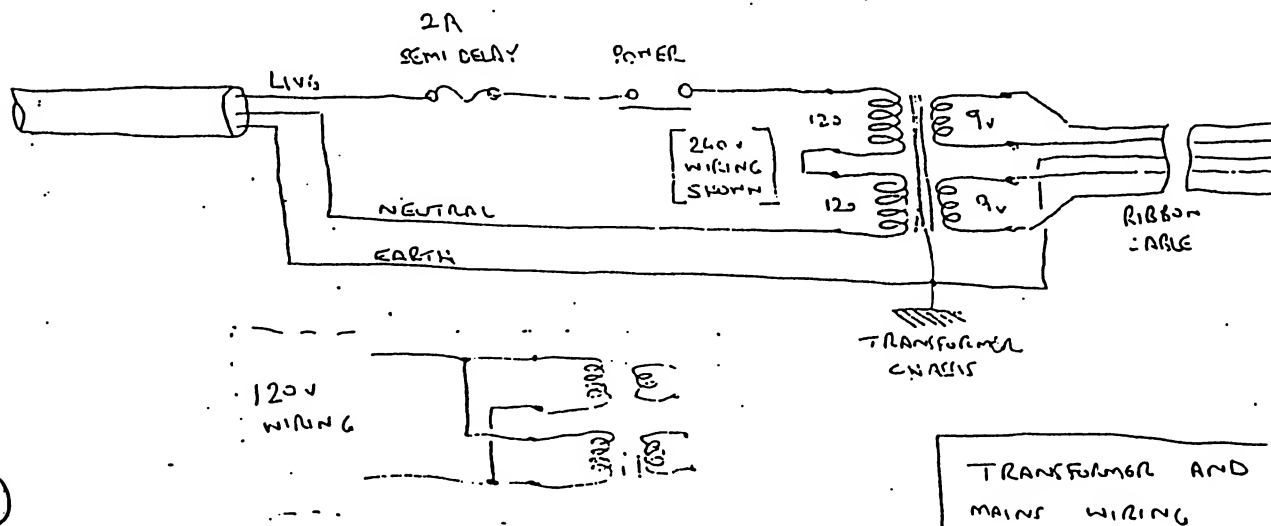 2A
SEMI DELAY
POWER
LIVE
120
9v
240v
WIRING
SHOWN
120
9v
NEUTRAL
RIBBON
CABLE
EARTH
TRANSFORMER
CHASSIS
120v
WIRING
TRANSFORMER AND
MAINS WIRING